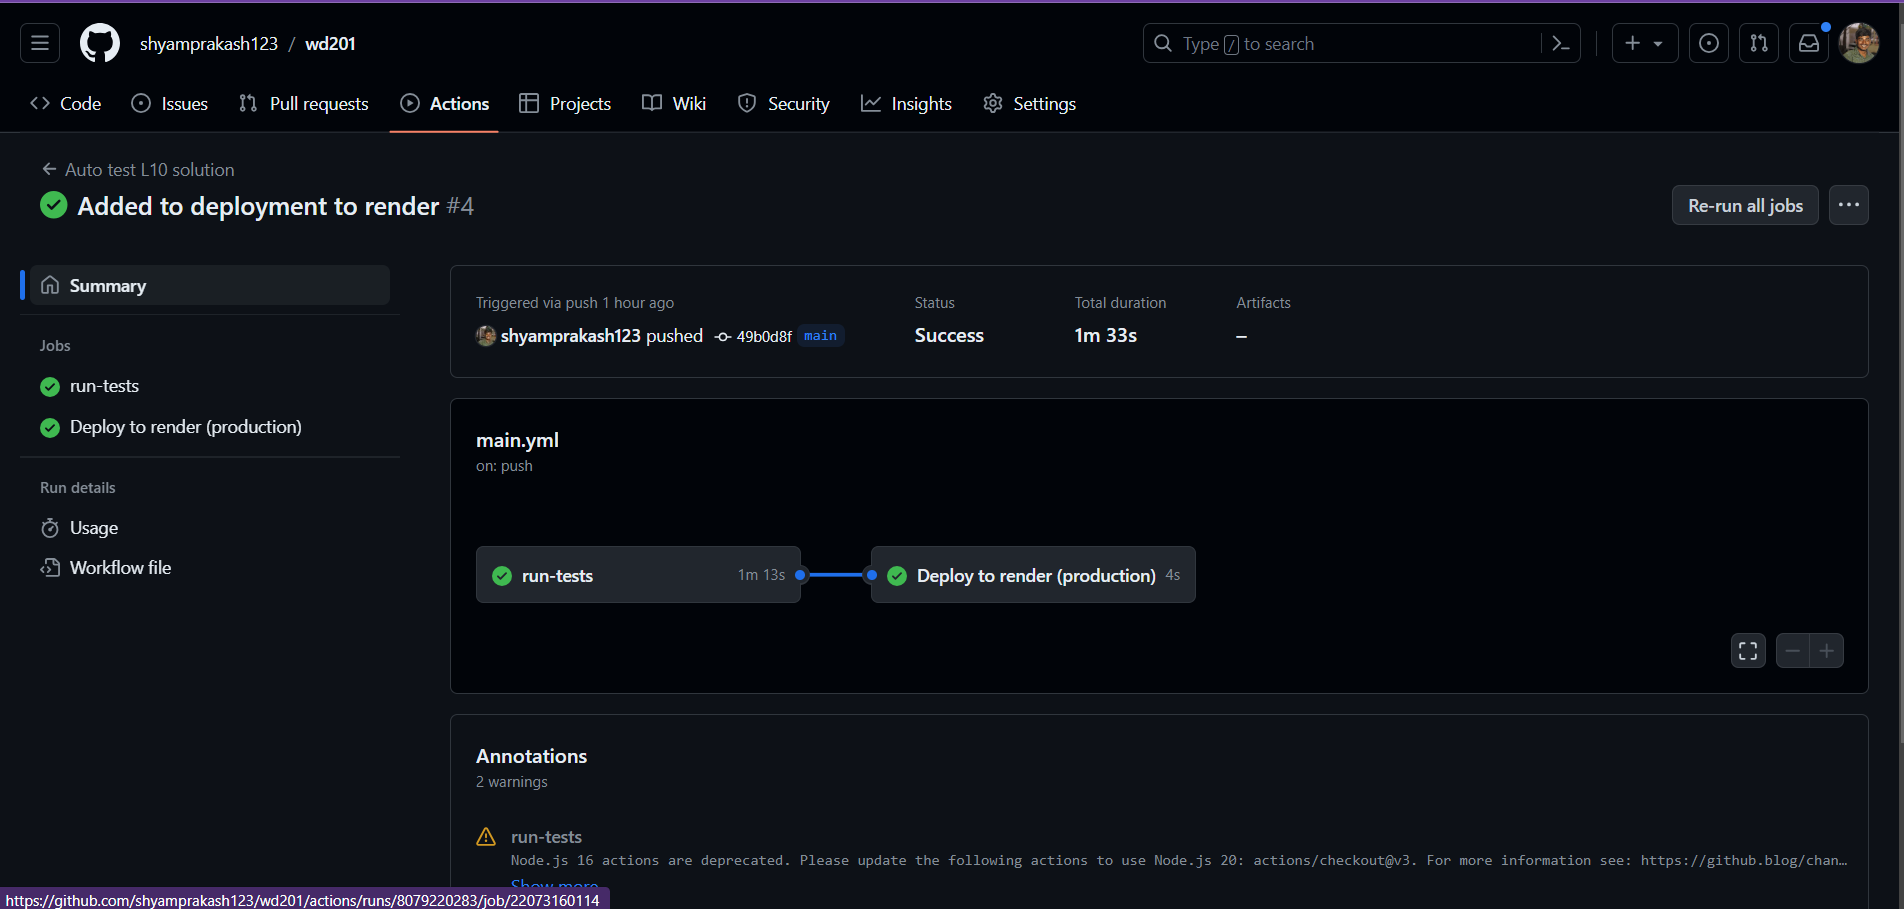 shyamprakash123 / wd201
Type / to search
Code Issues Pull requests Actions Projects Wiki Security Insights Settings
← Auto test L10 solution
Added to deployment to render #4
Re-run all jobs
Summary
Jobs
run-tests
Deploy to render (production)
Run details
Usage
Workflow file
Triggered via push 1 hour ago
shyamprakash123 pushed 49b0d8f main
Status
Success
Total duration
1m 33s
Artifacts
–
main.yml
on: push
run-tests 1m 13s
Deploy to render (production) 4s
Annotations
2 warnings
run-tests
Node.js 16 actions are deprecated. Please update the following actions to use Node.js 20: actions/checkout@v3. For more information see: https://github.blog/chan…
Show more
https://github.com/shyamprakash123/wd201/actions/runs/8079220283/job/22073160114